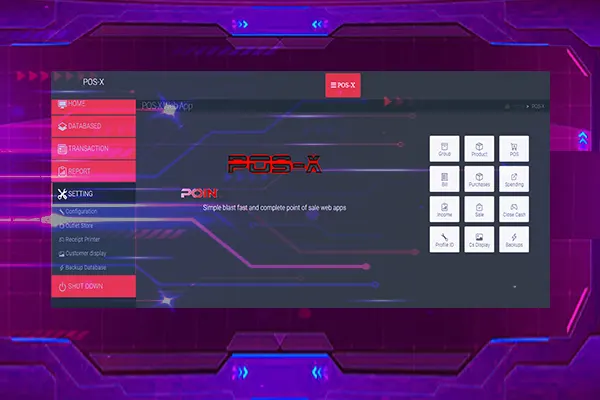 POS-X
☰ POS-X
POS-X Web App
POS-X
HOME
DATABASED
TRANSACTION
REPORT
SETTING
Configuration
Outlet Store
Receipt Printer
Customer display
Backup Database
SHUT DOWN
POS-X
POIN
Simple blast fast and complete point of sale web apps
Group Product POS
Bill Purchases Spending
Income Sale Close Cash
Profile ID Cs Display Backups